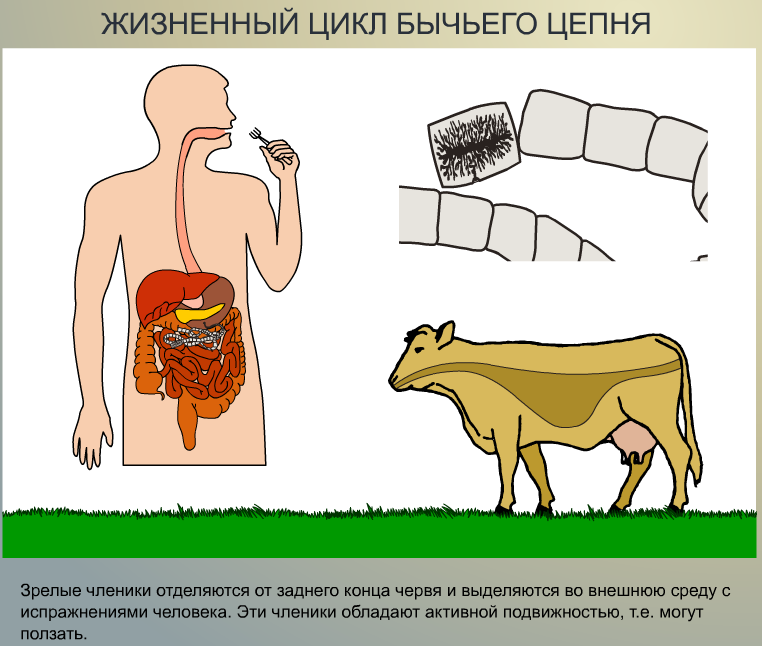 ЖИЗНЕННЫЙ ЦИКЛ БЫЧЬЕГО ЦЕПНЯ
Зрелые членики отделяются от заднего конца червя и выделяются во внешнюю среду с
испражнениями человека. Эти членики обладают активной подвижностью, т.е. могут
ползать.